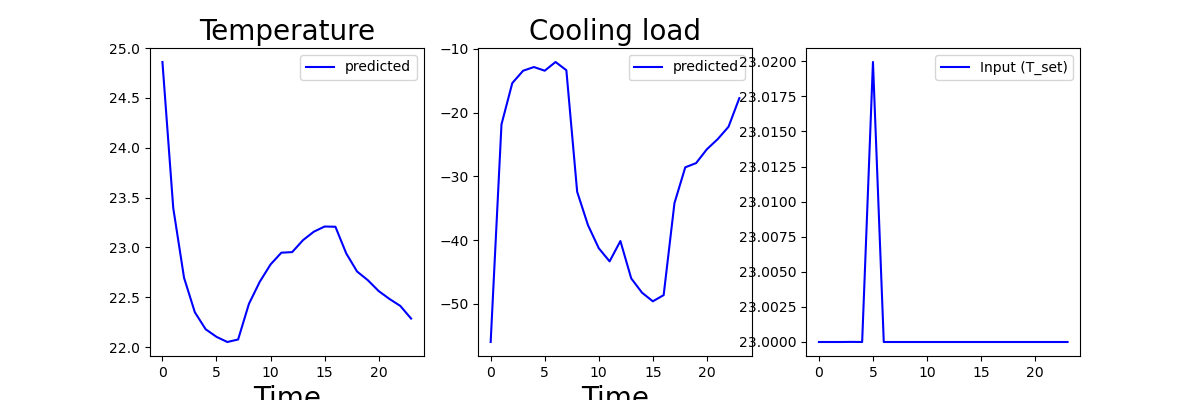 Temperature
predicted
25.0
24.5
24.0
23.5
23.0
22.5
22.0
0 5 10 15 20
Time
Cooling load
predicted
−10
−20
−30
−40
−50
0 5 10 15 20
Time
Input (T_set)
23.0200
23.0175
23.0150
23.0125
23.0100
23.0075
23.0050
23.0025
23.0000
0 5 10 15 20